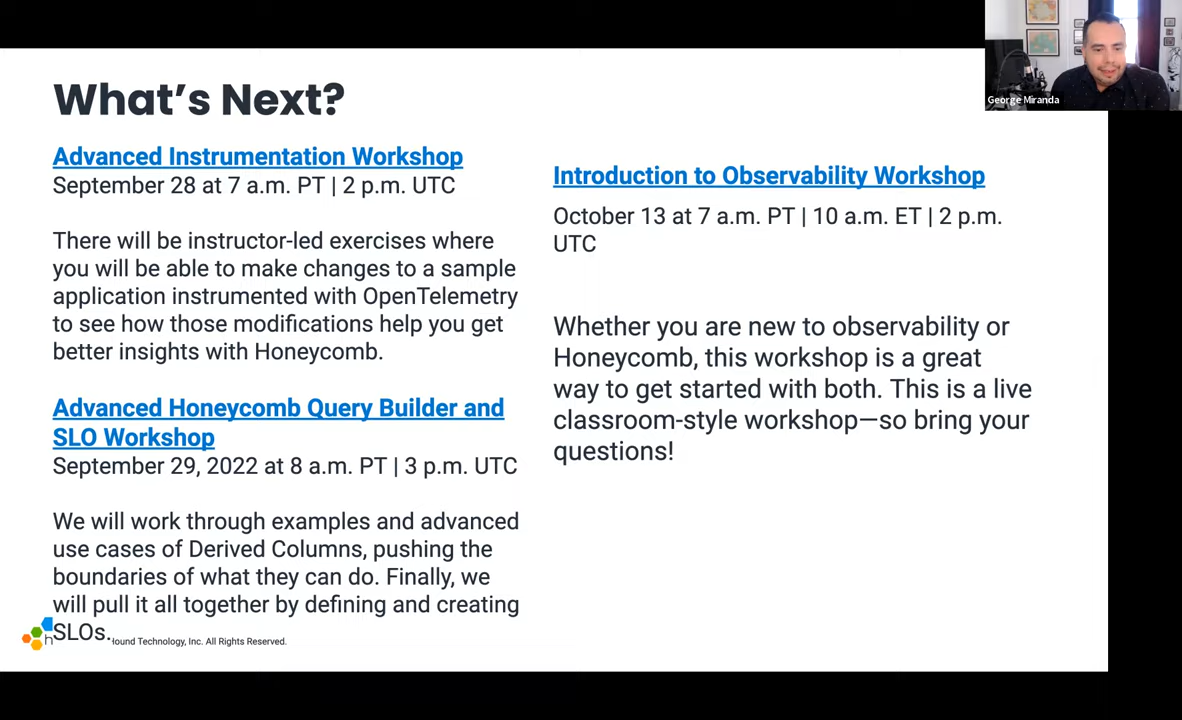 What's Next?
Advanced Instrumentation Workshop
September 28 at 7 a.m. PT | 2 p.m. UTC
There will be instructor-led exercises where
you will be able to make changes to a sample
application instrumented with OpenTelemetry
to see how those modifications help you get
better insights with Honeycomb.
Advanced Honeycomb Query Builder and
SLO Workshop
September 29, 2022 at 8 a.m. PT | 3 p.m. UTC
We will work through examples and advanced
use cases of Derived Columns, pushing the
boundaries of what they can do. Finally, we
will pull it all together by defining and creating
SLOs.
ound Technology, Inc. All Rights Reserved.
Introduction to Observability Workshop
October 13 at 7 a.m. PT | 10 a.m. ET | 2 p.m.
UTC
Whether you are new to observability or
Honeycomb, this workshop is a great
way to get started with both. This is a live
classroom-style workshop—so bring your
questions!
George Miranda